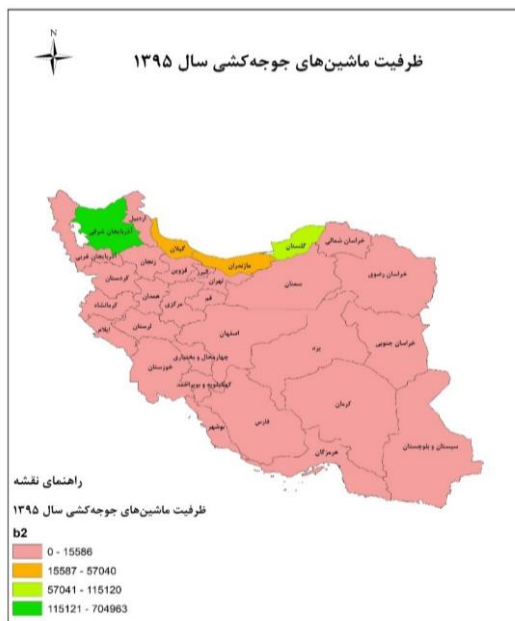 N
ظرفیت ماشین‌های جوجه‌کشی سال ۱۳۹۵
اردبیل
آذربایجان شرقی
آذربایجان غربی
گیلان
زنجان
مازندران
گلستان
خراسان شمالی
خراسان رضوی
کردستان
قزوین
البرز
تهران
سمنان
همدان
کرمانشاه
مرکزی
قم
ایلام
لرستان
اصفهان
یزد
خراسان جنوبی
چهارمحال و بختیاری
خوزستان
کهگیلویه و بویراحمد
کرمان
فارس
بوشهر
هرمزگان
سیستان و بلوچستان
راهنمای نقشه
ظرفیت ماشین‌های جوجه‌کشی سال ۱۳۹۵
b2
0 - 15586
15587 - 57040
57041 - 115120
115121 - 704963